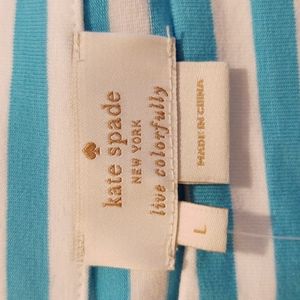 kate spade
NEW YORK
live colorfully
MADE IN CHINA
L